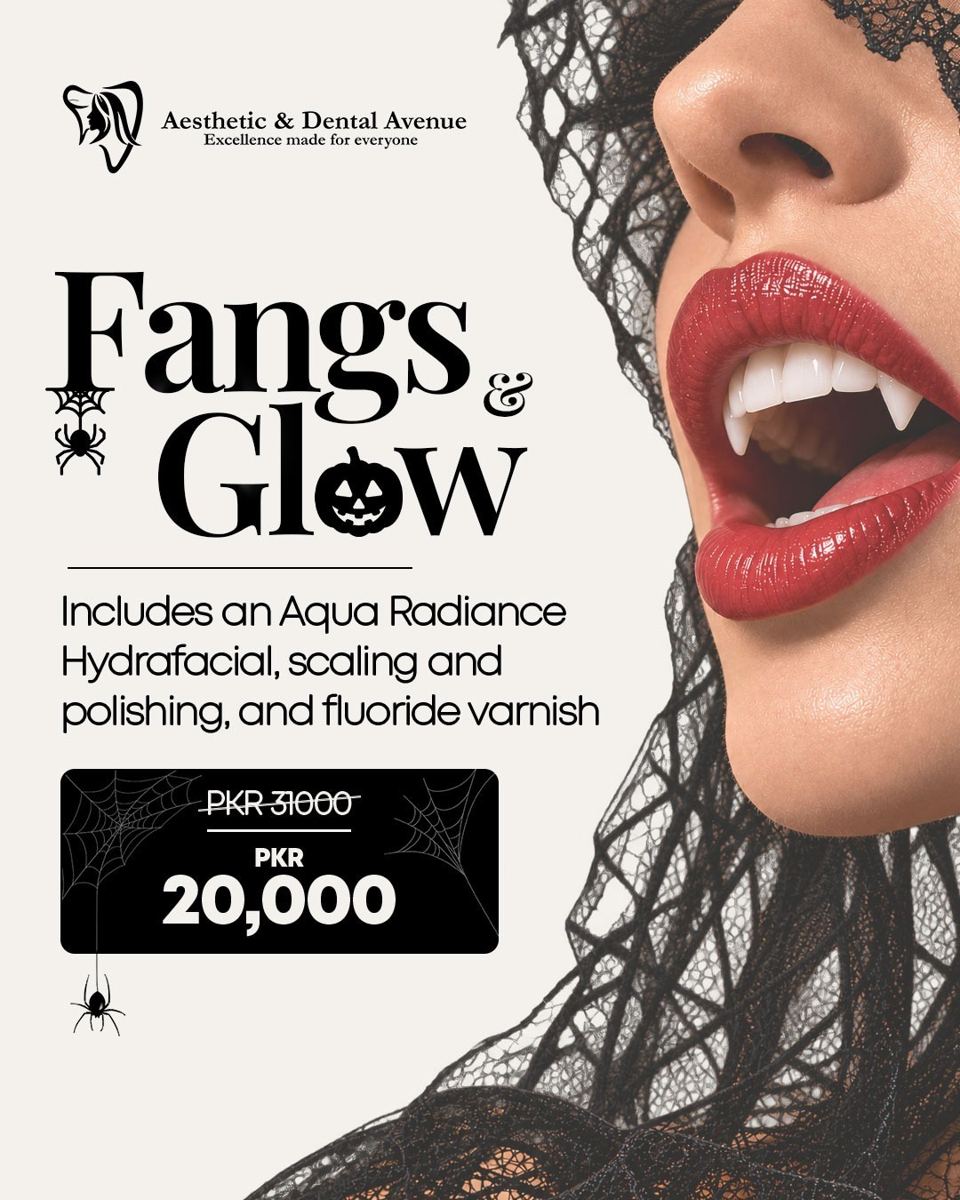 Aesthetic & Dental Avenue
Excellence made for everyone
Fangs
&
Glow
Includes an Aqua Radiance
Hydrafacial, scaling and
polishing, and fluoride varnish
PKR 31000
PKR
20,000